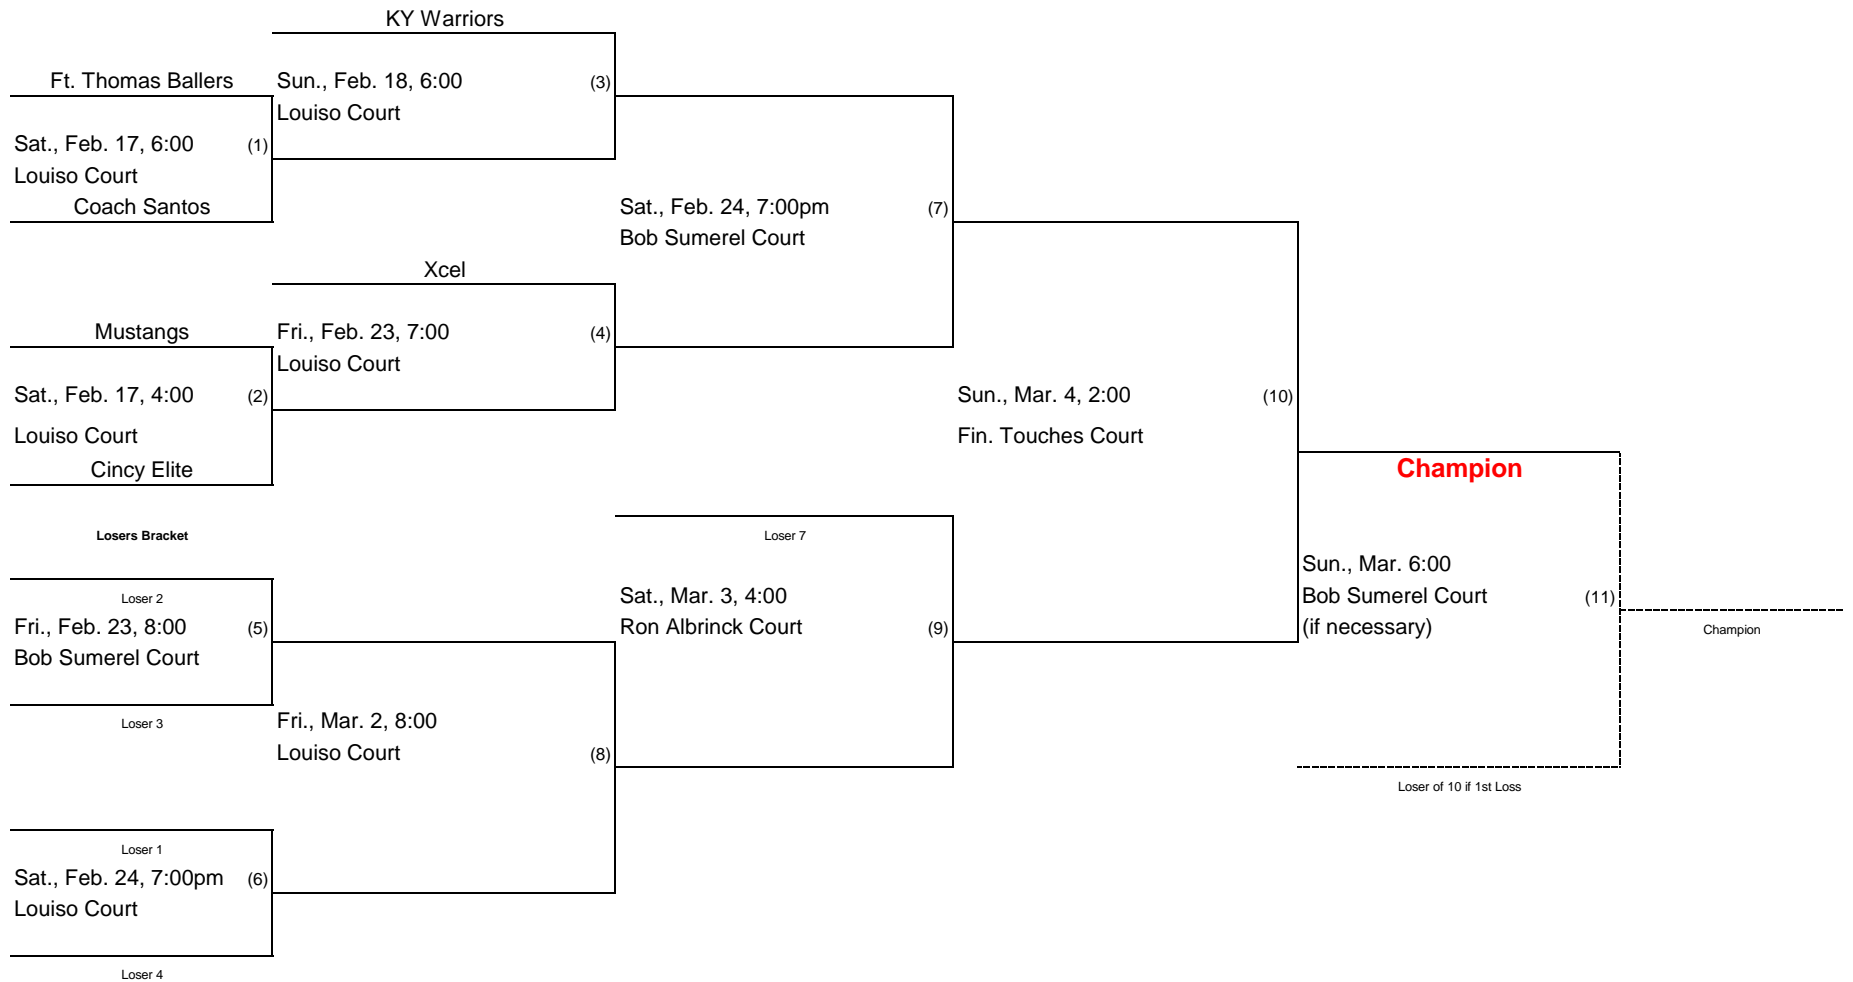 KY Warriors
Ft. Thomas Ballers
Sun., Feb. 18, 6:00
(3)
Louiso Court
Sat., Feb. 17, 6:00
(1)
Louiso Court
Coach Santos
Sat., Feb. 24, 7:00pm
(7)
Bob Sumerel Court
Xcel
Mustangs
Fri., Feb. 23, 7:00
(4)
Louiso Court
Sat., Feb. 17, 4:00
(2)
Louiso Court
Cincy Elite
Sun., Mar. 4, 2:00
(10)
Fin. Touches Court
Champion
Losers Bracket
Loser 7
Loser 2
Fri., Feb. 23, 8:00
(5)
Bob Sumerel Court
Loser 3
Sat., Mar. 3, 4:00
Ron Albrinck Court
(9)
Sun., Mar. 6:00
Bob Sumerel Court
(11)
(if necessary)
Champion
Fri., Mar. 2, 8:00
Louiso Court
(8)
Loser of 10 if 1st Loss
Loser 1
Sat., Feb. 24, 7:00pm
(6)
Louiso Court
Loser 4